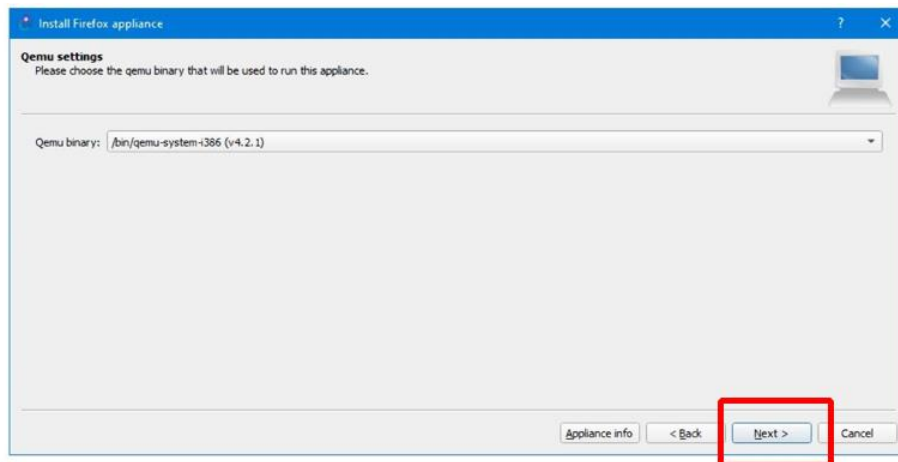 Install Firefox appliance
Qemu settings
Please choose the qemu binary that will be used to run this appliance.
Qemu binary: /bin/qemu-system-i386 (v4.2.1)
Appliance info < Back Next > Cancel